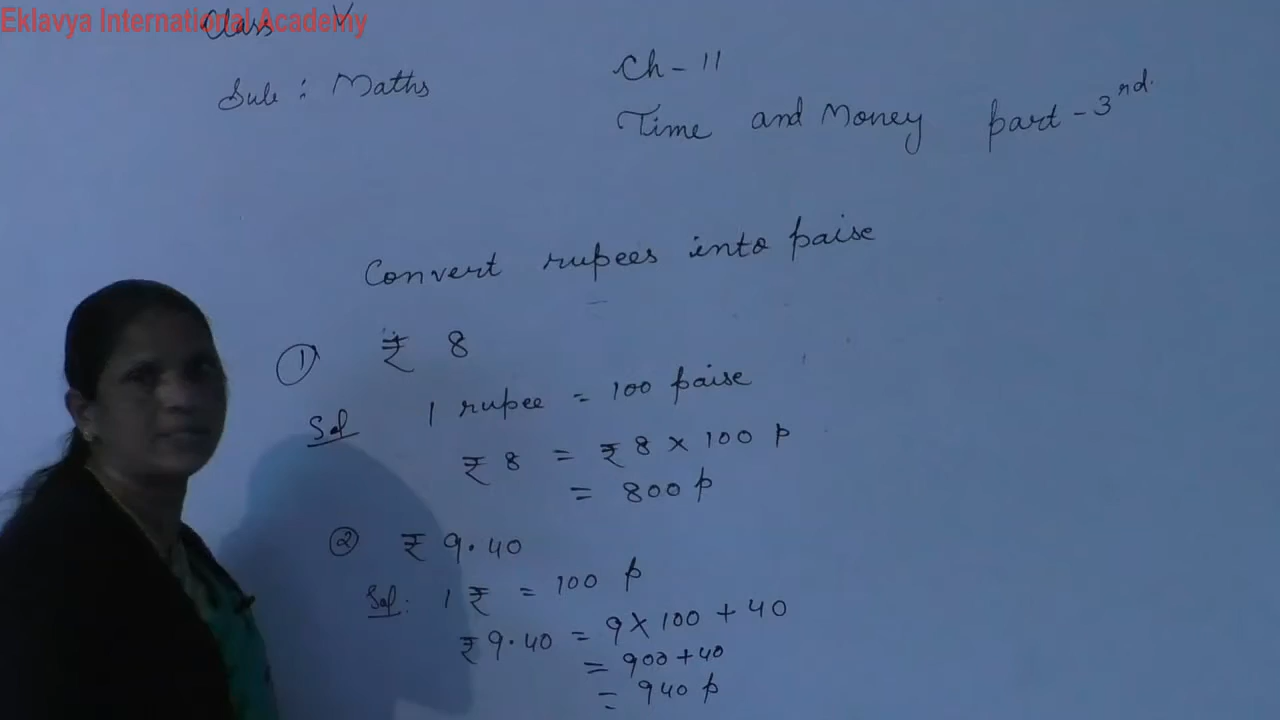 Eklavya International Academy
Class V
Sub : Maths
Ch - 11
Time and Money part - 3rd.
Convert rupees into paise
① ₹ 8
Sol 1 rupee = 100 paise
₹ 8 = ₹ 8 × 100 p
= 800 p
② ₹ 9.40
Sol: 1 ₹ = 100 p
₹ 9.40 = 9 × 100 + 40
= 900 + 40
= 940 p